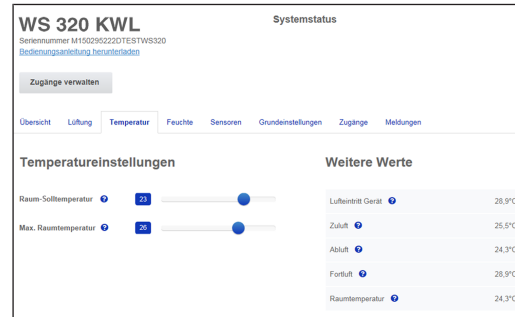 WS 320 KWL
Systemstatus
Seriennummer M150295222DTESTWS320
Bedienungsanleitung herunterladen
Zugänge verwalten
Übersicht Lüftung Temperatur Feuchte Sensoren Grundeinstellungen Zugänge Meldungen
Temperatureinstellungen
Raum-Solltemperatur ? 23
Max. Raumtemperatur ? 26
Weitere Werte
Lufteintritt Gerät ? 28,9°C
Zuluft ? 25,5°C
Abluft ? 24,3°C
Fortluft ? 28,9°C
Raumtemperatur ? 24,3°C